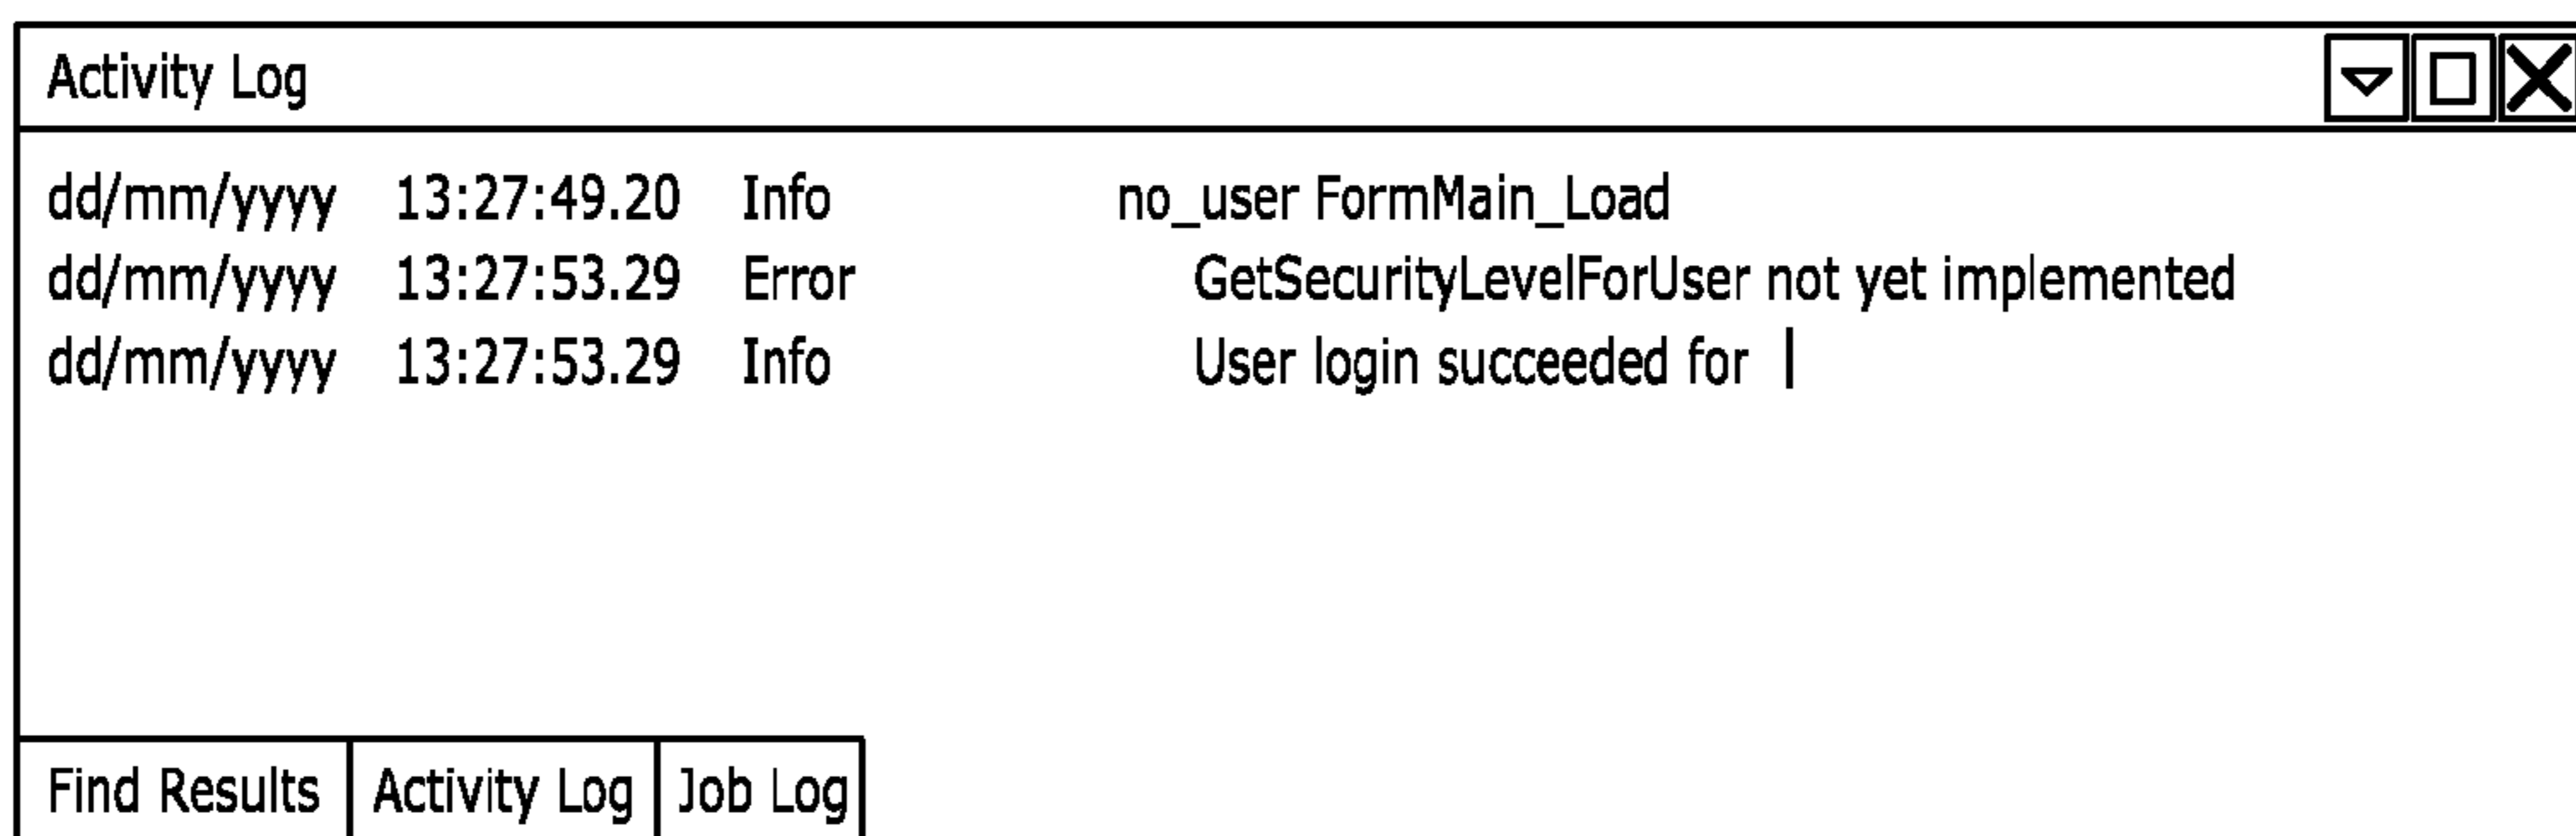 Activity Log
dd/mm/yyyy 13:27:49.20 Info no_user FormMain_Load
dd/mm/yyyy 13:27:53.29 Error GetSecurityLevelForUser not yet implemented
dd/mm/yyyy 13:27:53.29 Info User login succeeded for |
Find Results Activity Log Job Log